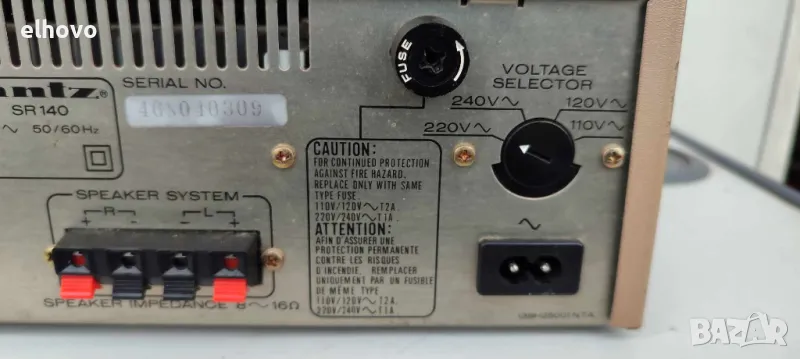 elhovo
ntz®
SR140
50/60Hz
SERIAL NO.
FUSE
VOLTAGE
SELECTOR
240V∿
120V∿
220V∿
110V∿
CAUTION:
FOR CONTINUED PROTECTION
AGAINST FIRE HAZARD.
REPLACE ONLY WITH SAME
TYPE FUSE.
110V/120V∿T2A.
220V/240V∿T1A.
ATTENTION:
AFIN D'ASSURER UNE
PROTECTION PERMANENTE
CONTRE LES RISQUES
D'INCENDIE, REMPLACER
UNIQUEMENT PAR UN FUSIBLE
DE MÊME TYPE
110V/120V∿T2A.
220V/240V∿T1A
SPEAKER SYSTEM
R L
+ - - +
SPEAKER IMPEDANCE 8∼16Ω
∿
BAZAR.bg